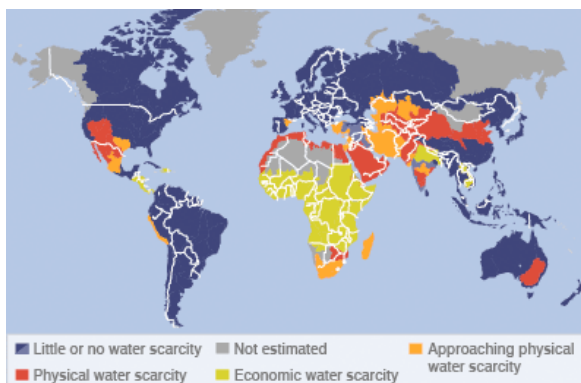 Little or no water scarcity
Not estimated
Approaching physical
water scarcity
Physical water scarcity
Economic water scarcity